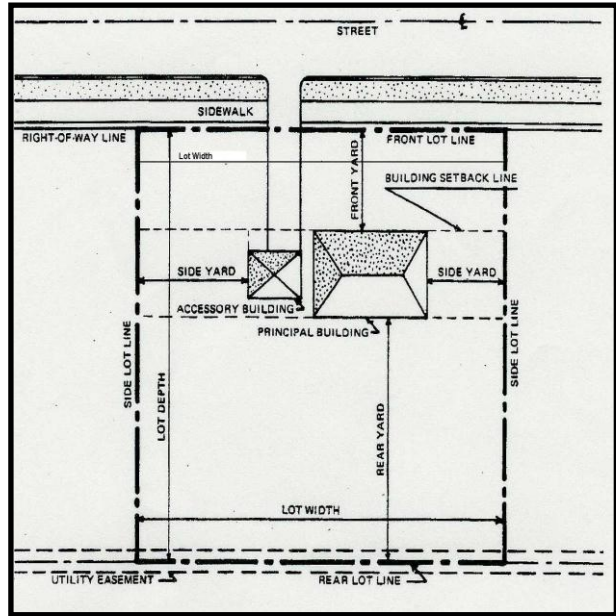 STREET
SIDEWALK
RIGHT-OF-WAY LINE
FRONT LOT LINE
Lot Width
FRONT YARD
BUILDING SETBACK LINE
SIDE YARD
SIDE YARD
ACCESSORY BUILDING
PRINCIPAL BUILDING
SIDE LOT LINE
LOT DEPTH
REAR YARD
SIDE LOT LINE
LOT WIDTH
UTILITY EASEMENT
REAR LOT LINE